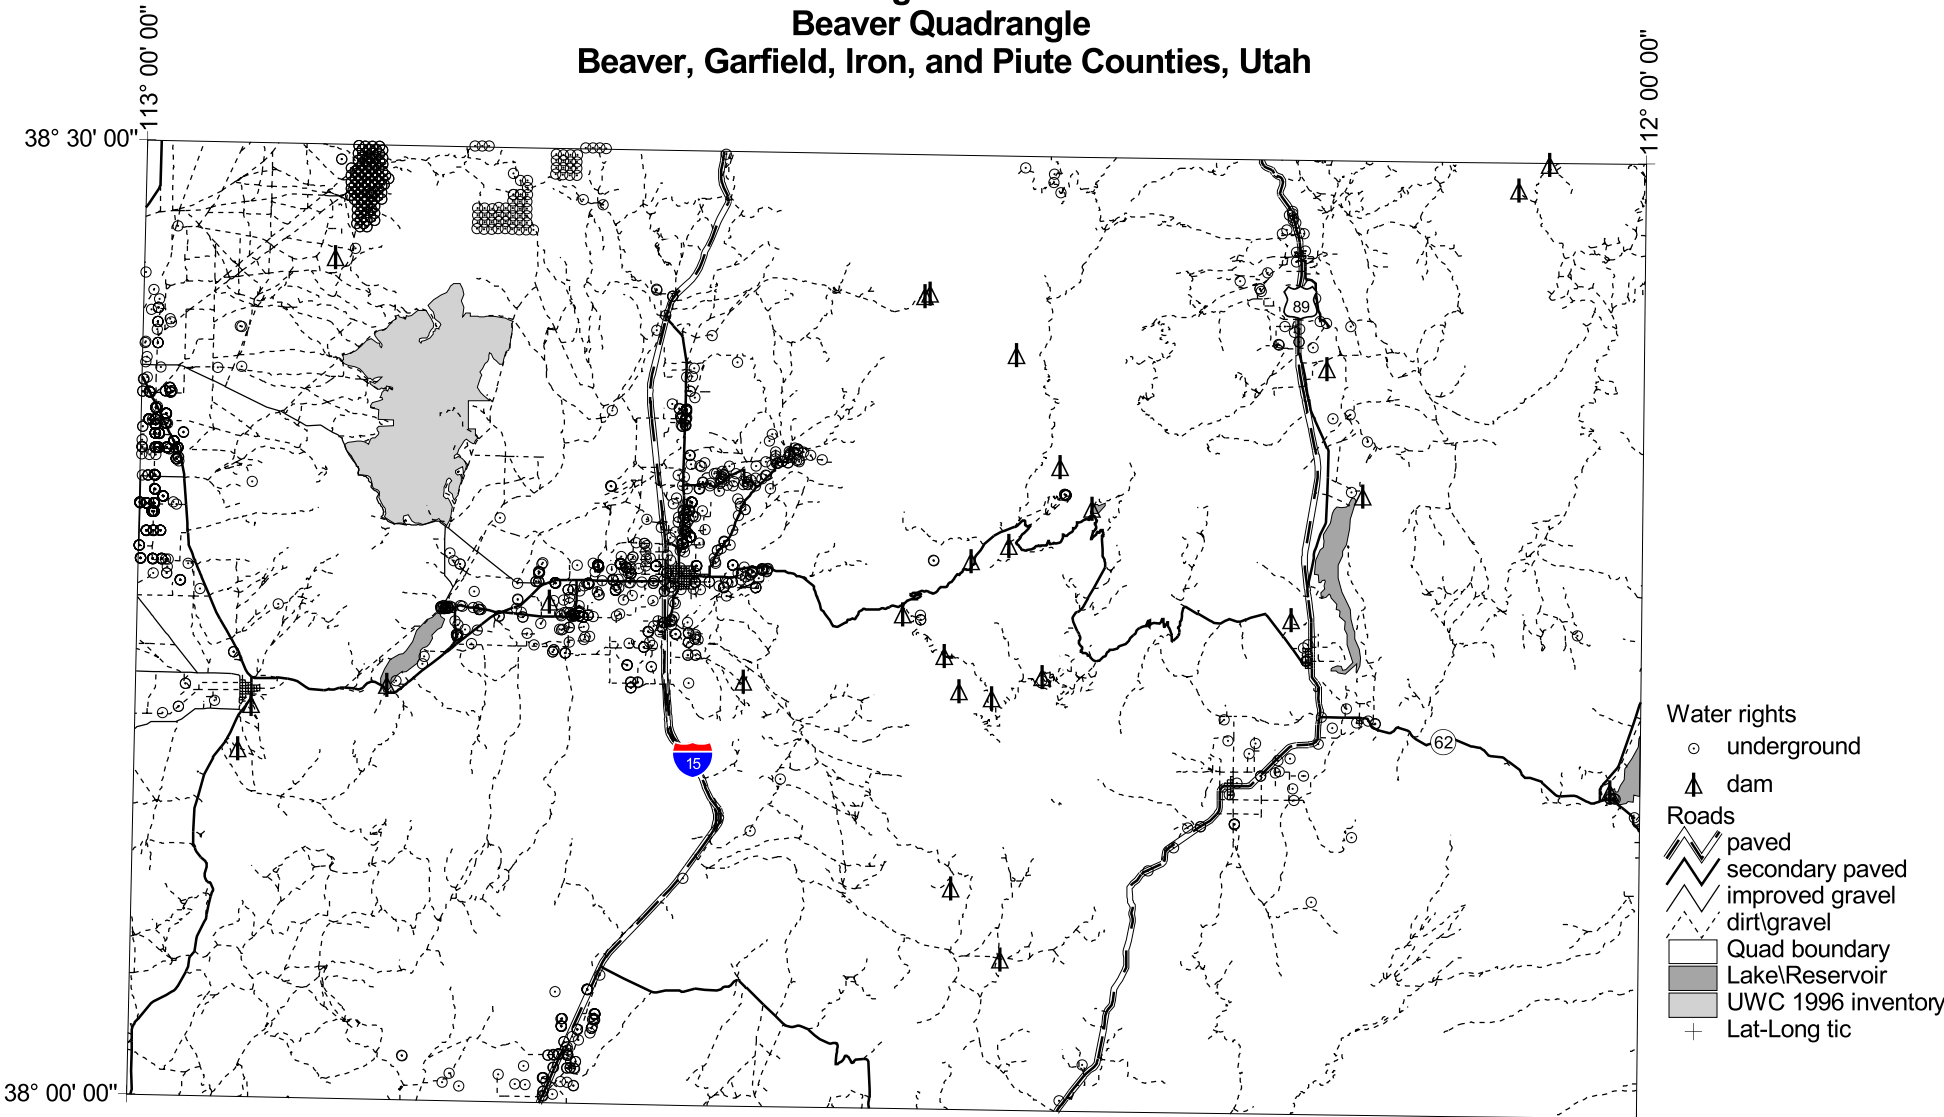 Beaver Quadrangle
Beaver, Garfield, Iron, and Piute Counties, Utah
113° 00' 00"
112° 00' 00"
38° 30' 00"
89
15
62
38° 00' 00"
Water rights
underground
dam
Roads
paved
secondary paved
improved gravel
dirt\gravel
Quad boundary
Lake\Reservoir
UWC 1996 inventory
Lat-Long tic